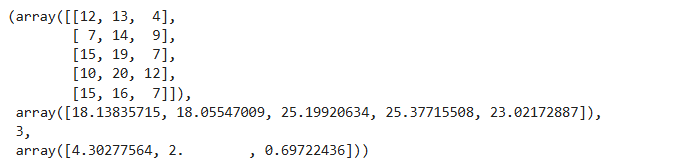 (array([[12, 13,  4],
       [ 7, 14,  9],
       [15, 19,  7],
       [10, 20, 12],
       [15, 16,  7]]),
 array([18.13835715, 18.05547009, 25.19920634, 25.37715508, 23.02172887]),
 3,
 array([4.30277564, 2.        , 0.69722436]))